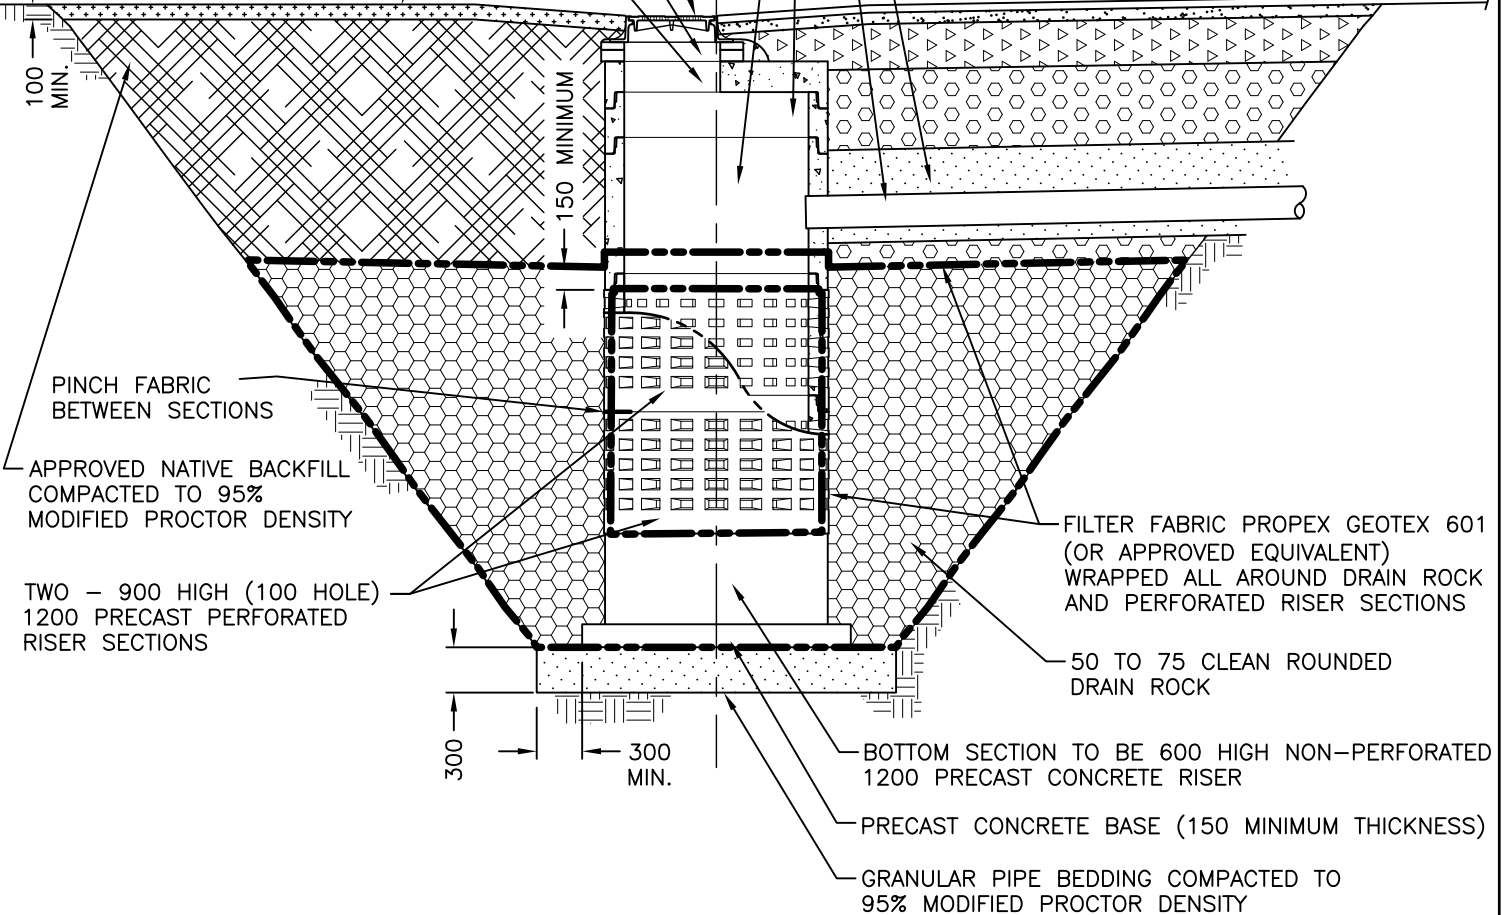 100
MIN.
150 MINIMUM
PINCH FABRIC
BETWEEN SECTIONS
APPROVED NATIVE BACKFILL
COMPACTED TO 95%
MODIFIED PROCTOR DENSITY
TWO – 900 HIGH (100 HOLE)
1200 PRECAST PERFORATED
RISER SECTIONS
FILTER FABRIC PROPEX GEOTEX 601
(OR APPROVED EQUIVALENT)
WRAPPED ALL AROUND DRAIN ROCK
AND PERFORATED RISER SECTIONS
50 TO 75 CLEAN ROUNDED
DRAIN ROCK
300
300
MIN.
BOTTOM SECTION TO BE 600 HIGH NON–PERFORATED
1200 PRECAST CONCRETE RISER
PRECAST CONCRETE BASE (150 MINIMUM THICKNESS)
GRANULAR PIPE BEDDING COMPACTED TO
95% MODIFIED PROCTOR DENSITY